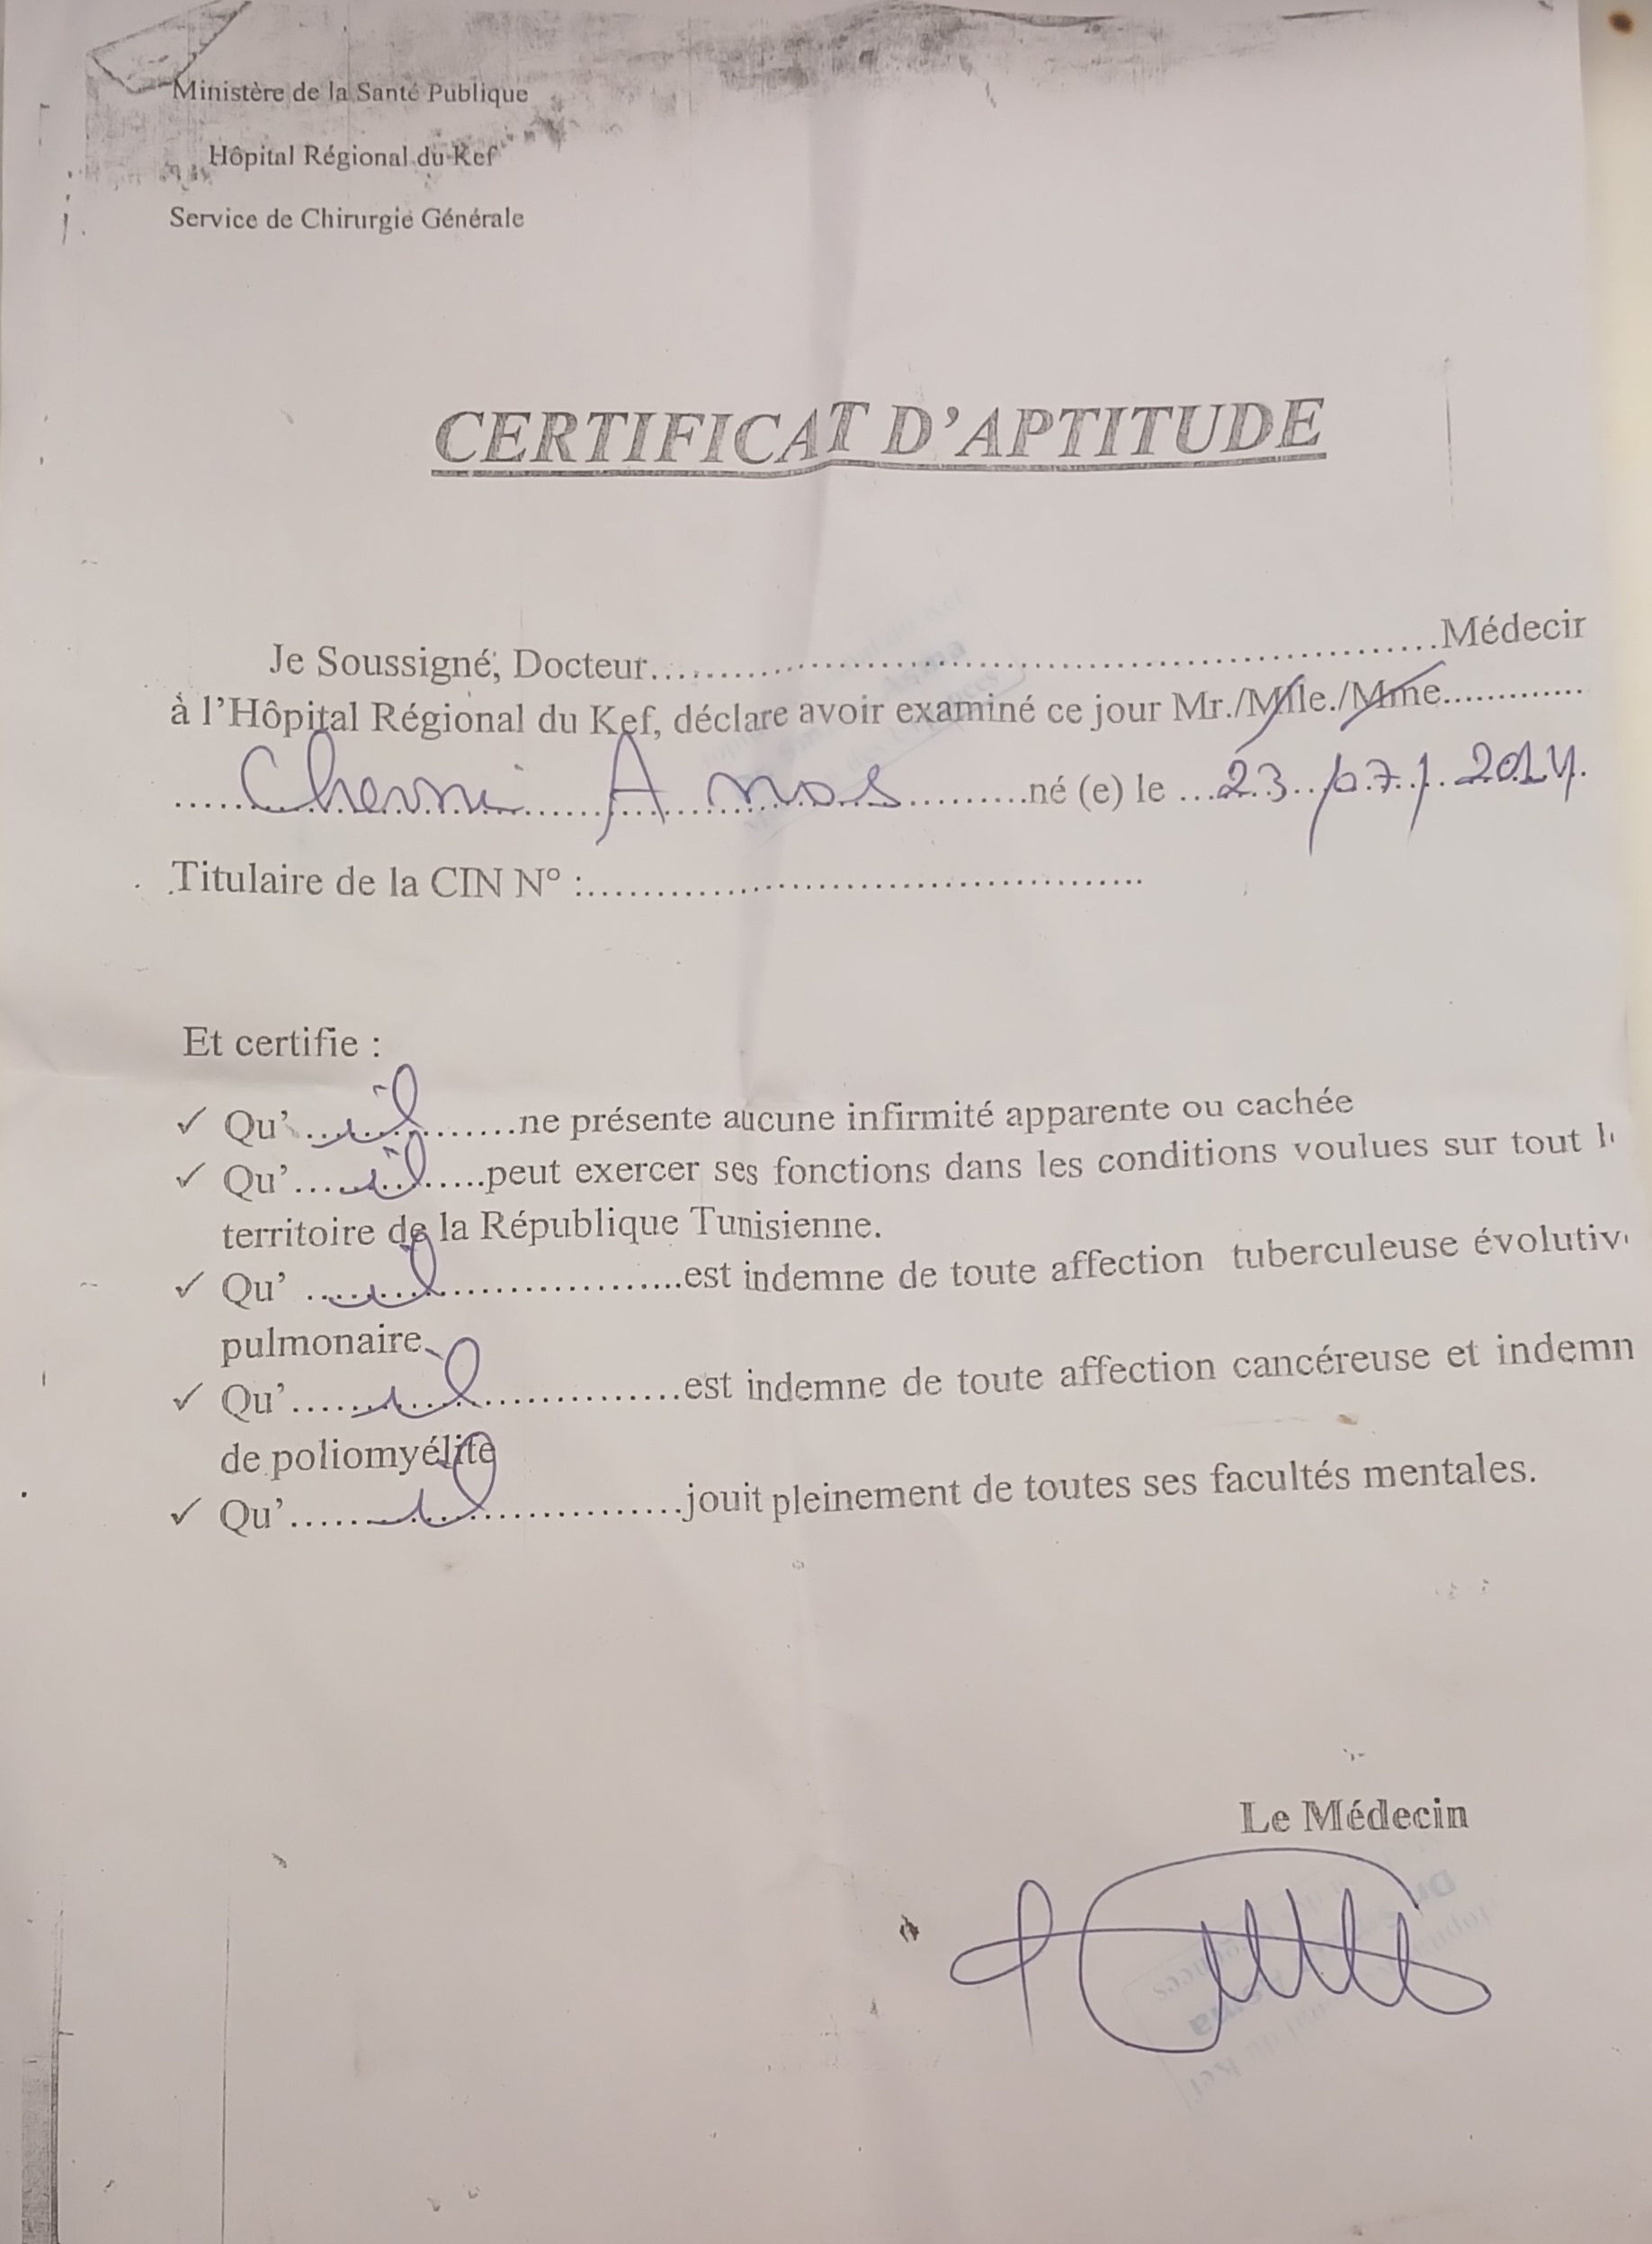 Ministère de la Santé Publique
Hôpital Régional du Kef
Service de Chirurgie Générale
CERTIFICAT D'APTITUDE
Je Soussigné, Docteur..........Médecin
à l'Hôpital Régional du Kef, déclare avoir examiné ce jour Mr./Mlle./Mme..........
Cherni A nos né (e) le 23/07/2014.
Titulaire de la CIN N° :..........
Et certifie :
✓ Qu' il ne présente aucune infirmité apparente ou cachée
✓ Qu' il peut exercer ses fonctions dans les conditions voulues sur tout l
territoire de la République Tunisienne.
✓ Qu' il est indemne de toute affection tuberculeuse évolutiv
pulmonaire
✓ Qu' il est indemne de toute affection cancéreuse et indemn
de poliomyélite
✓ Qu' il jouit pleinement de toutes ses facultés mentales.
Le Médecin